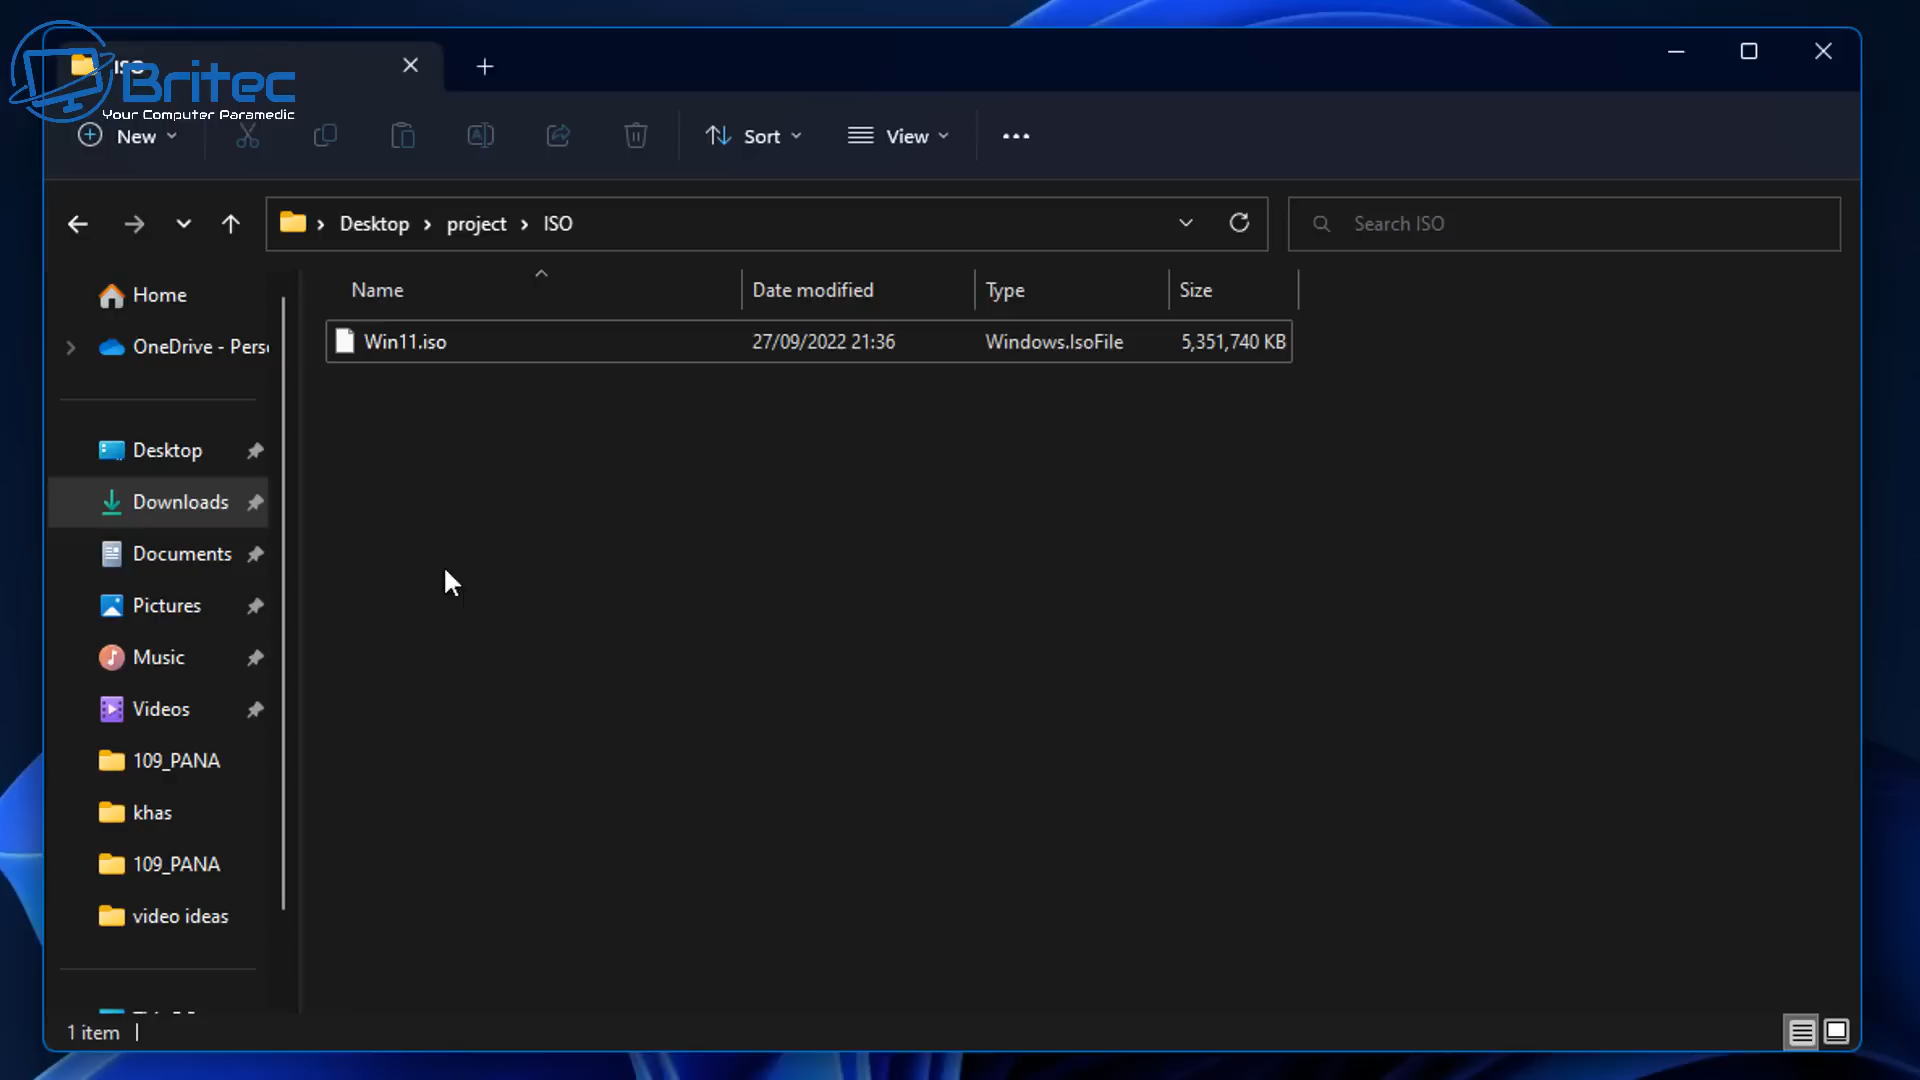 ISO
Britec
Your Computer Paramedic
New
Sort
View
Desktop
project
ISO
Search ISO
Name
Date modified
Type
Size
Home
OneDrive - Pers
Win11.iso
27/09/2022 21:36
Windows.IsoFile
5,351,740 KB
Desktop
Downloads
Documents
Pictures
Music
Videos
109_PANA
khas
109_PANA
video ideas
1 item